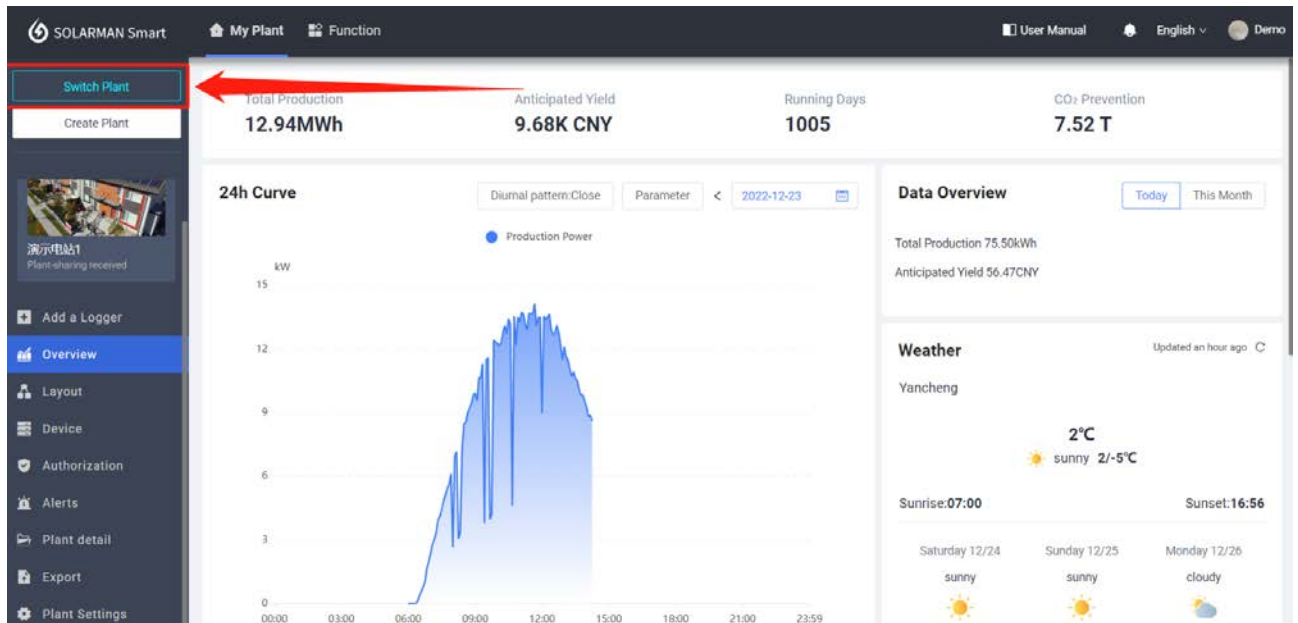 SOLARMAN Smart
My Plant
Function
User Manual
English
Demo
Switch Plant
Create Plant
演示电站1
Plant-sharing received
Add a Logger
Overview
Layout
Device
Authorization
Alerts
Plant detail
Export
Plant Settings
Total Production
12.94MWh
Anticipated Yield
9.68K CNY
Running Days
1005
CO₂ Prevention
7.52 T
24h Curve
Diurnal pattern:Close
Parameter
<
2022-12-23
Production Power
kW
15
12
9
6
3
0
00:00 03:00 06:00 09:00 12:00 15:00 18:00 21:00 23:59
Data Overview
Today
This Month
Total Production 75.50kWh
Anticipated Yield 56.47CNY
Weather
Updated an hour ago
Yancheng
2℃
sunny 2/-5℃
Sunrise:07:00
Sunset:16:56
Saturday 12/24 Sunday 12/25 Monday 12/26
sunny sunny cloudy